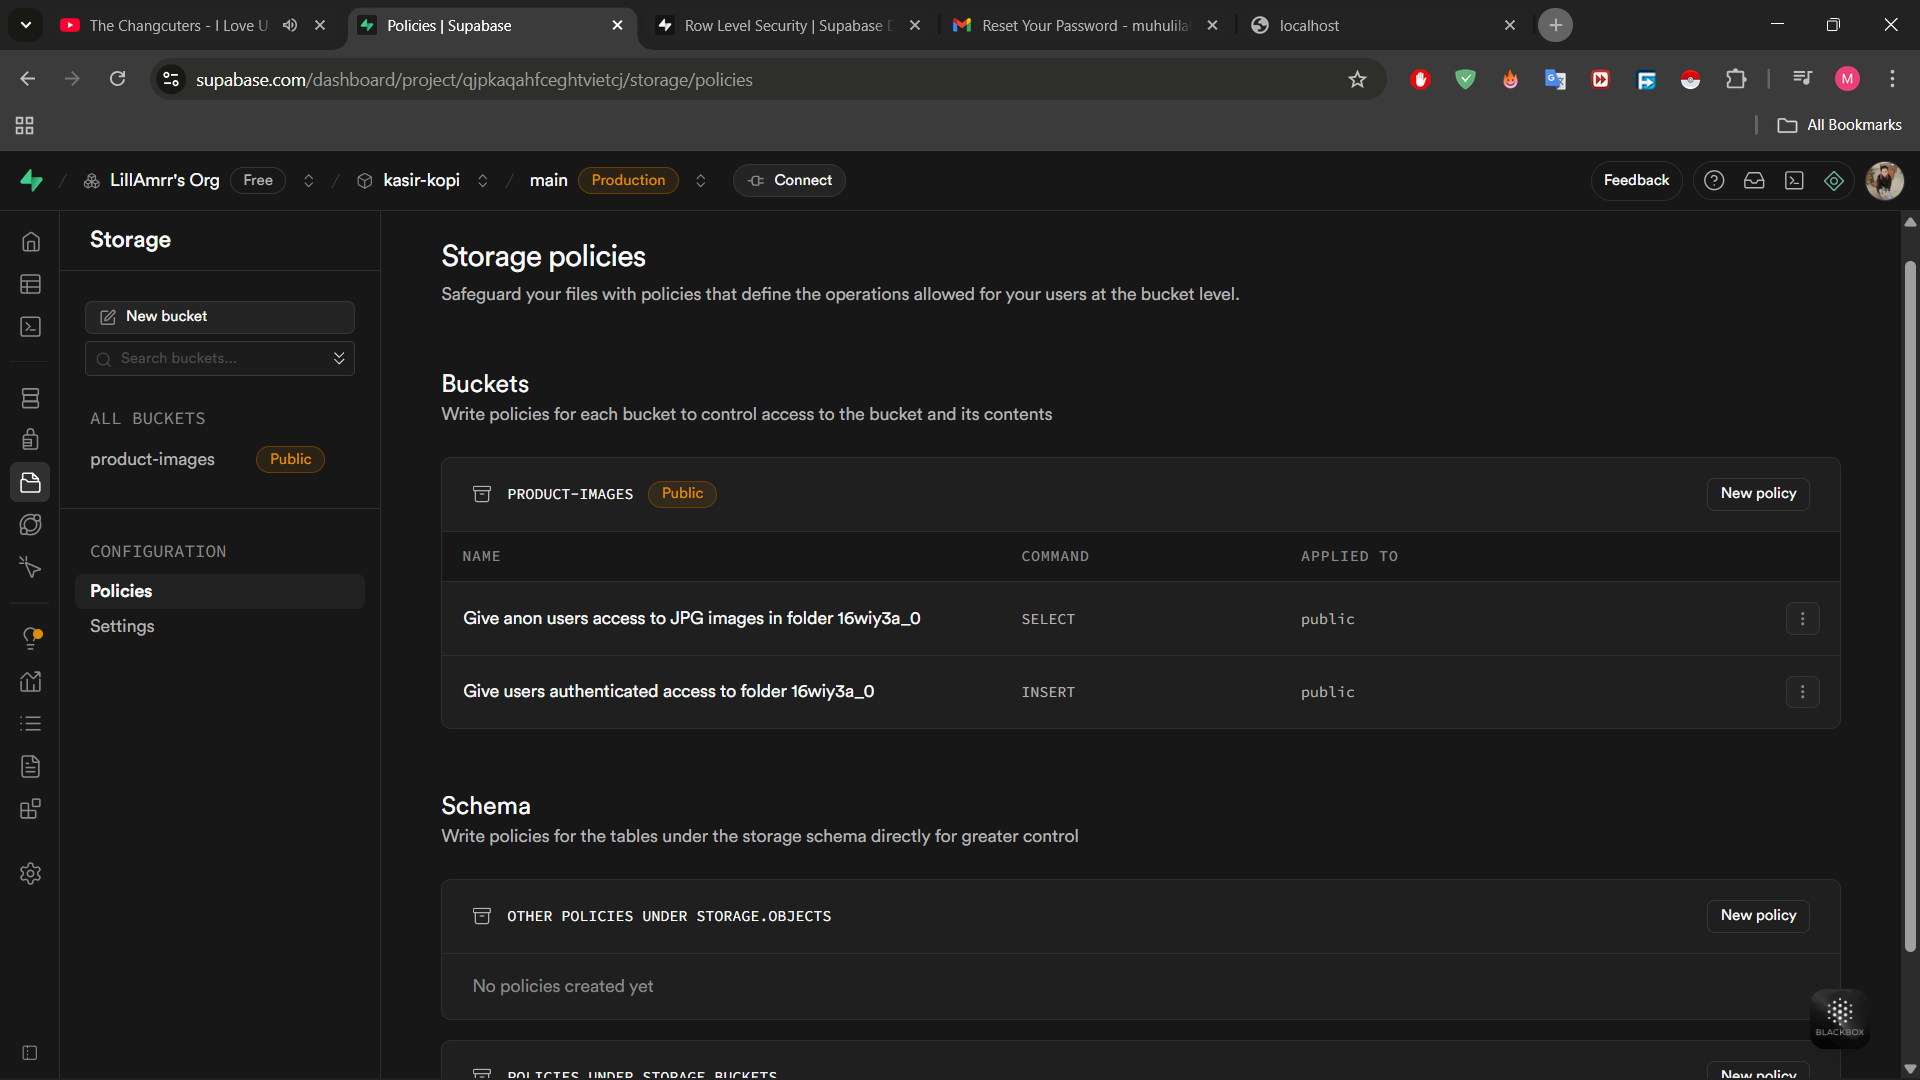 The Changcuters - I Love U
Policies | Supabase
Row Level Security | Supabase D
Reset Your Password - muhulila
localhost
supabase.com/dashboard/project/qjpkaqahfceghtvietcj/storage/policies
M
All Bookmarks
LillAmrr's Org
Free
kasir-kopi
main
Production
Connect
Feedback
Storage
New bucket
Search buckets...
ALL BUCKETS
product-images
Public
CONFIGURATION
Policies
Settings
Storage policies
Safeguard your files with policies that define the operations allowed for your users at the bucket level.
Buckets
Write policies for each bucket to control access to the bucket and its contents
PRODUCT-IMAGES
Public
New policy
NAME
COMMAND
APPLIED TO
Give anon users access to JPG images in folder 16wiy3a_0
SELECT
public
Give users authenticated access to folder 16wiy3a_0
INSERT
public
Schema
Write policies for the tables under the storage schema directly for greater control
OTHER POLICIES UNDER STORAGE.OBJECTS
New policy
No policies created yet
BLACKBOX
POLICIES UNDER STORAGE.BUCKETS
New policy